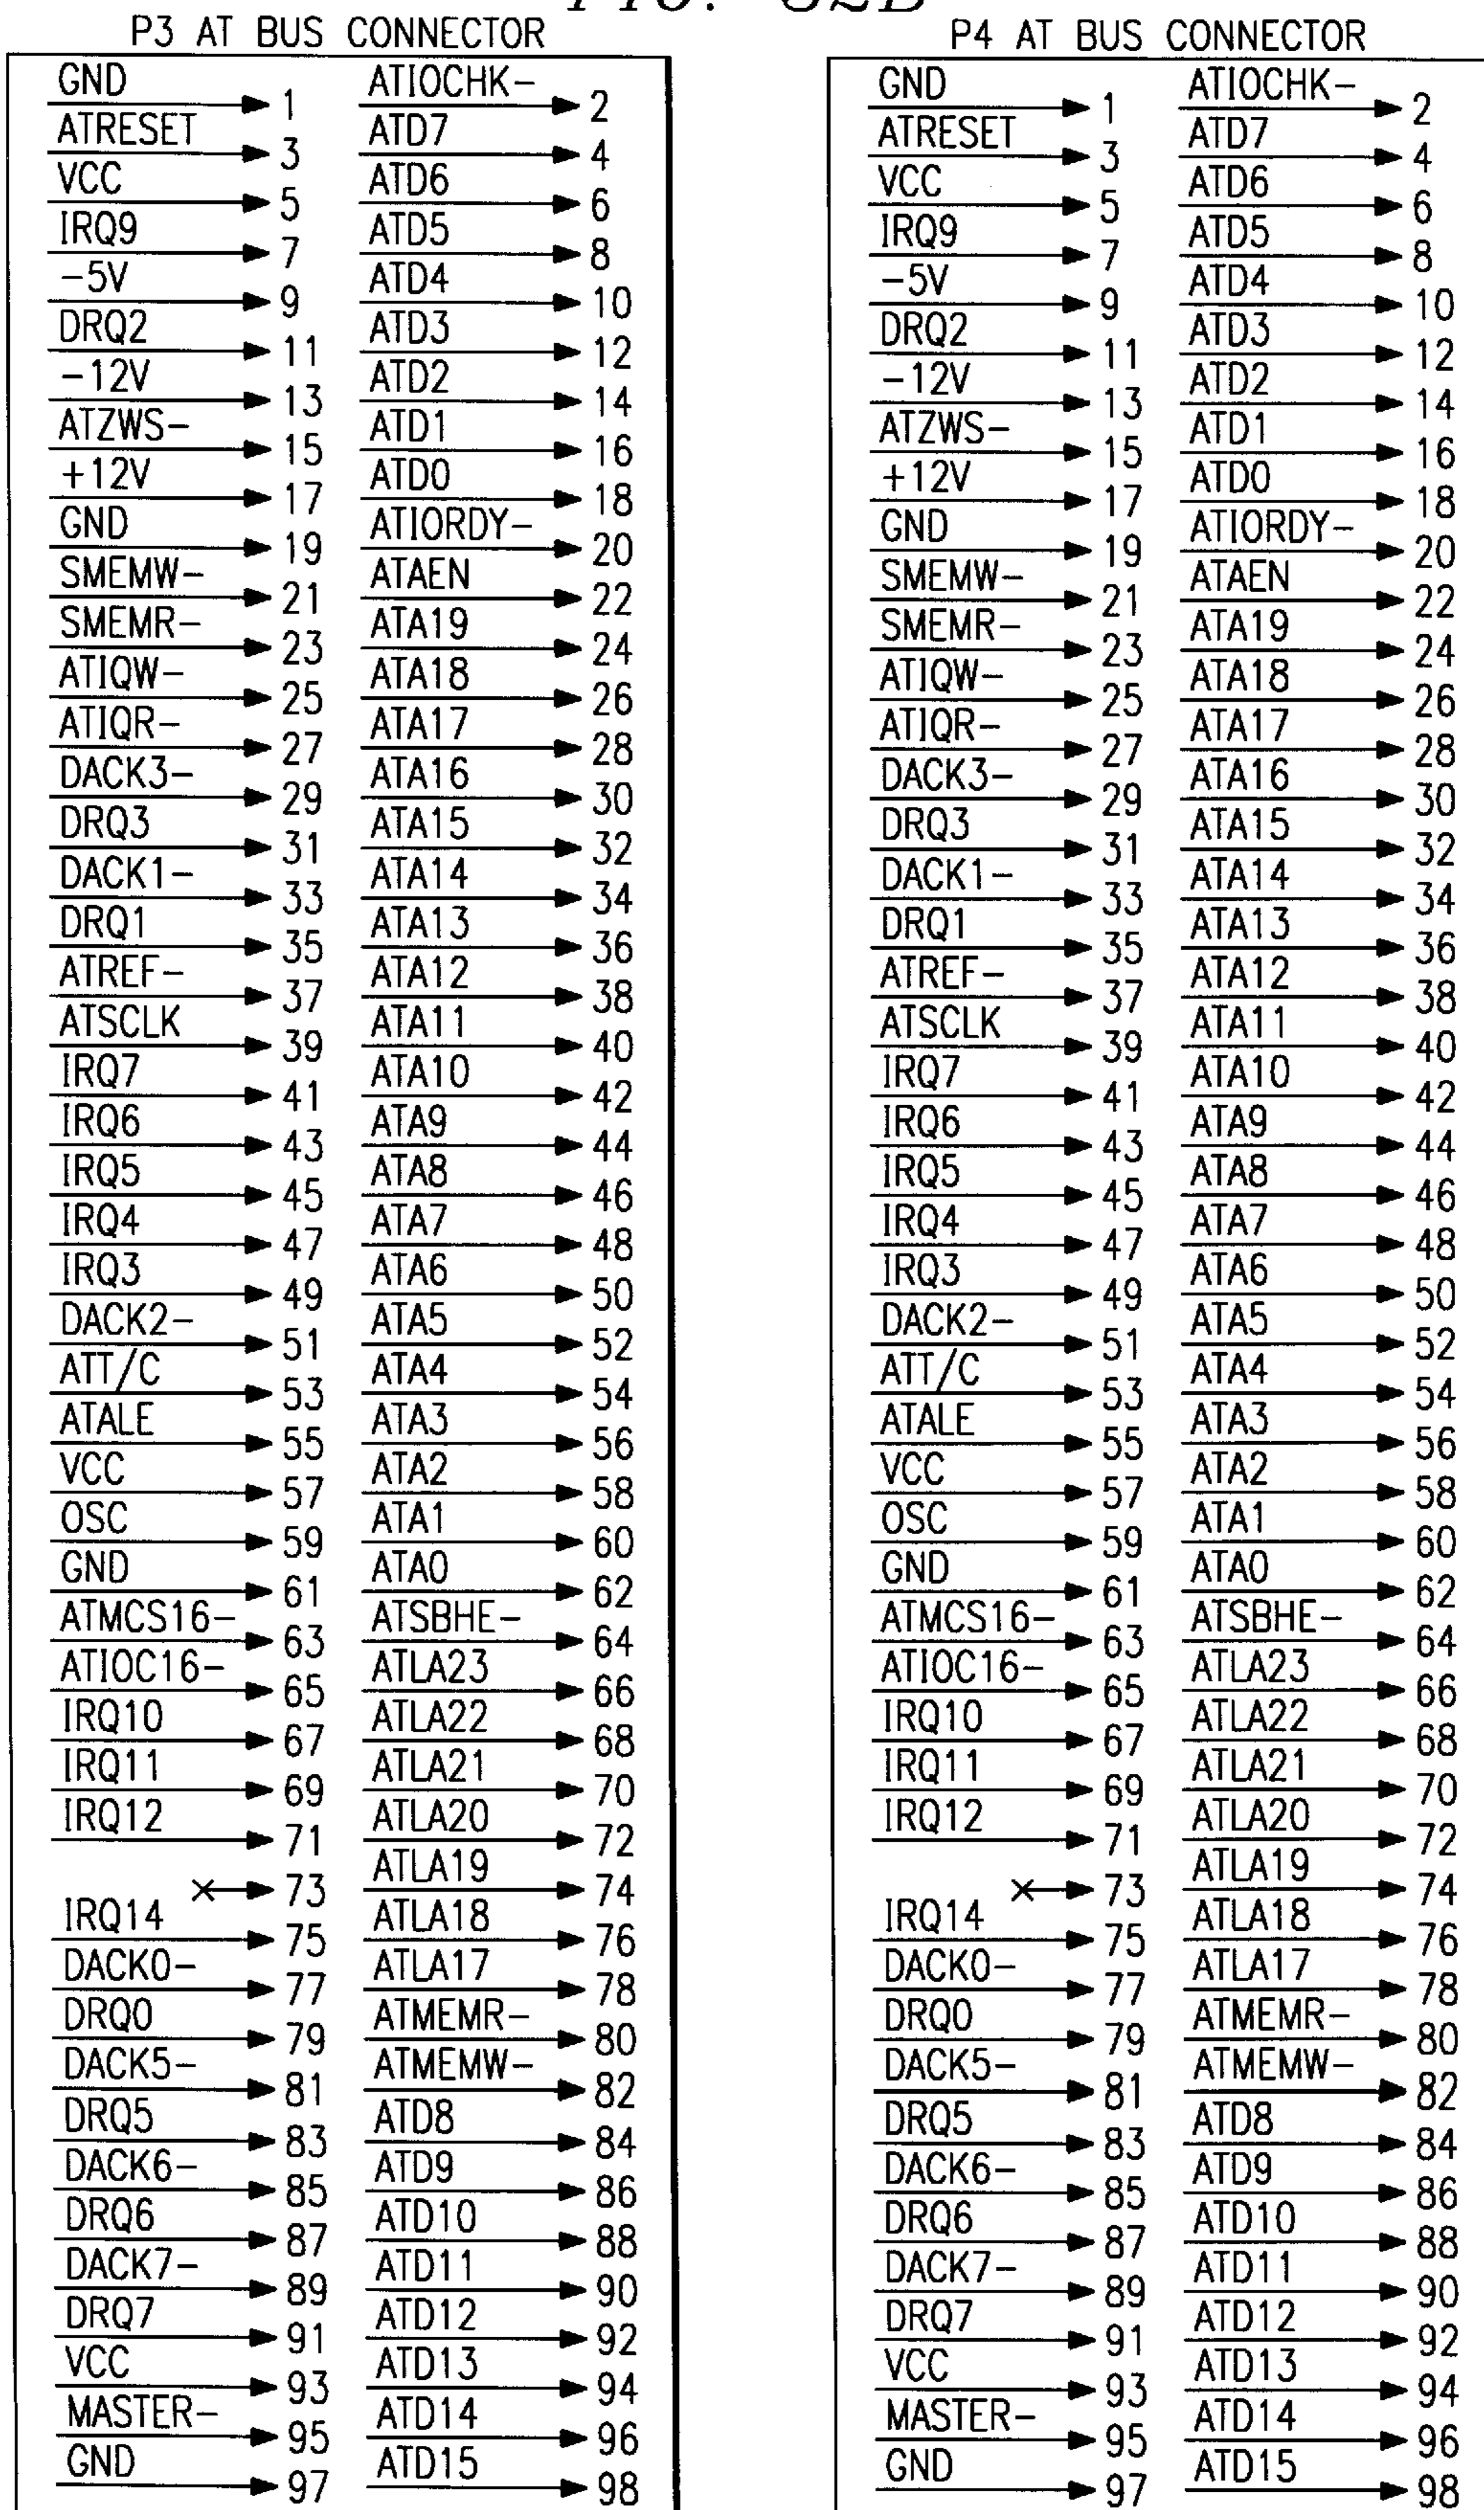 FIG. 32B
P3 AT BUS CONNECTOR
GND 1 ATIOCHK- 2
ATRESET 3 ATD7 4
VCC 5 ATD6 6
IRQ9 7 ATD5 8
-5V 9 ATD4 10
DRQ2 11 ATD3 12
-12V 13 ATD2 14
ATZWS- 15 ATD1 16
+12V 17 ATD0 18
GND 19 ATIORDY- 20
SMEMW- 21 ATAEN 22
SMEMR- 23 ATA19 24
ATIQW- 25 ATA18 26
ATIQR- 27 ATA17 28
DACK3- 29 ATA16 30
DRQ3 31 ATA15 32
DACK1- 33 ATA14 34
DRQ1 35 ATA13 36
ATREF- 37 ATA12 38
ATSCLK 39 ATA11 40
IRQ7 41 ATA10 42
IRQ6 43 ATA9 44
IRQ5 45 ATA8 46
IRQ4 47 ATA7 48
IRQ3 49 ATA6 50
DACK2- 51 ATA5 52
ATT/C 53 ATA4 54
ATALE 55 ATA3 56
VCC 57 ATA2 58
OSC 59 ATA1 60
GND 61 ATA0 62
ATMCS16- 63 ATSBHE- 64
ATIOC16- 65 ATLA23 66
IRQ10 67 ATLA22 68
IRQ11 69 ATLA21 70
IRQ12 71 ATLA20 72
73 ATLA19 74
IRQ14 75 ATLA18 76
DACK0- 77 ATLA17 78
DRQ0 79 ATMEMR- 80
DACK5- 81 ATMEMW- 82
DRQ5 83 ATD8 84
DACK6- 85 ATD9 86
DRQ6 87 ATD10 88
DACK7- 89 ATD11 90
DRQ7 91 ATD12 92
VCC 93 ATD13 94
MASTER- 95 ATD14 96
GND 97 ATD15 98
P4 AT BUS CONNECTOR
GND 1 ATIOCHK- 2
ATRESET 3 ATD7 4
VCC 5 ATD6 6
IRQ9 7 ATD5 8
-5V 9 ATD4 10
DRQ2 11 ATD3 12
-12V 13 ATD2 14
ATZWS- 15 ATD1 16
+12V 17 ATD0 18
GND 19 ATIORDY- 20
SMEMW- 21 ATAEN 22
SMEMR- 23 ATA19 24
ATIQW- 25 ATA18 26
ATIQR- 27 ATA17 28
DACK3- 29 ATA16 30
DRQ3 31 ATA15 32
DACK1- 33 ATA14 34
DRQ1 35 ATA13 36
ATREF- 37 ATA12 38
ATSCLK 39 ATA11 40
IRQ7 41 ATA10 42
IRQ6 43 ATA9 44
IRQ5 45 ATA8 46
IRQ4 47 ATA7 48
IRQ3 49 ATA6 50
DACK2- 51 ATA5 52
ATT/C 53 ATA4 54
ATALE 55 ATA3 56
VCC 57 ATA2 58
OSC 59 ATA1 60
GND 61 ATA0 62
ATMCS16- 63 ATSBHE- 64
ATIOC16- 65 ATLA23 66
IRQ10 67 ATLA22 68
IRQ11 69 ATLA21 70
IRQ12 71 ATLA20 72
73 ATLA19 74
IRQ14 75 ATLA18 76
DACK0- 77 ATLA17 78
DRQ0 79 ATMEMR- 80
DACK5- 81 ATMEMW- 82
DRQ5 83 ATD8 84
DACK6- 85 ATD9 86
DRQ6 87 ATD10 88
DACK7- 89 ATD11 90
DRQ7 91 ATD12 92
VCC 93 ATD13 94
MASTER- 95 ATD14 96
GND 97 ATD15 98